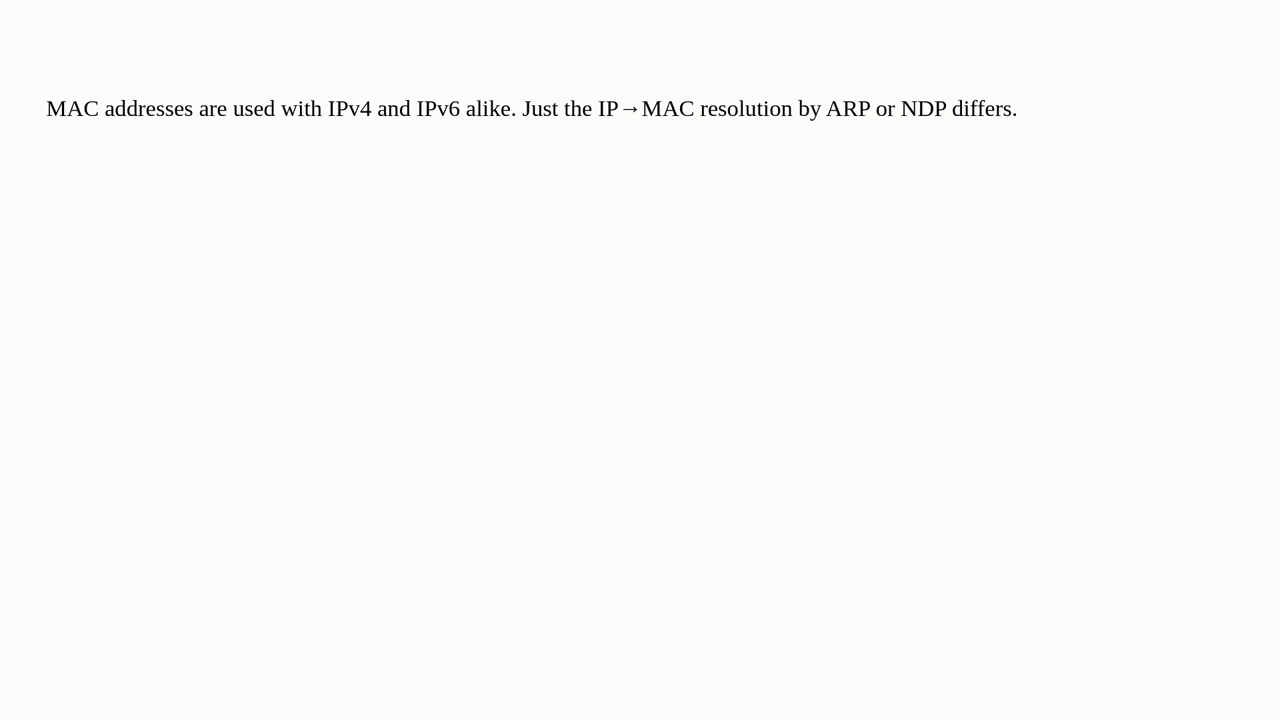 MAC addresses are used with IPv4 and IPv6 alike. Just the IP→MAC resolution by ARP or NDP differs.